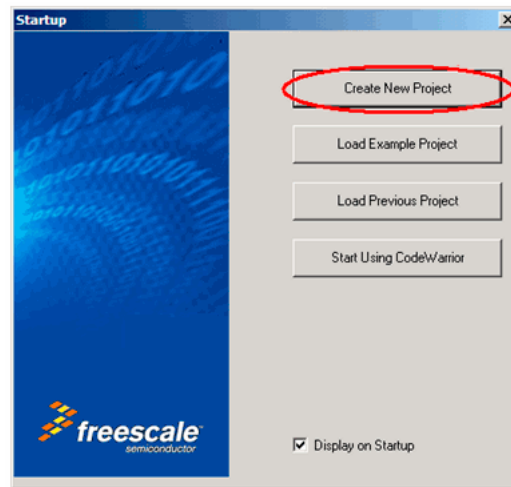 Startup
Create New Project
Load Example Project
Load Previous Project
Start Using CodeWarrior
freescale
semiconductor
Display on Startup